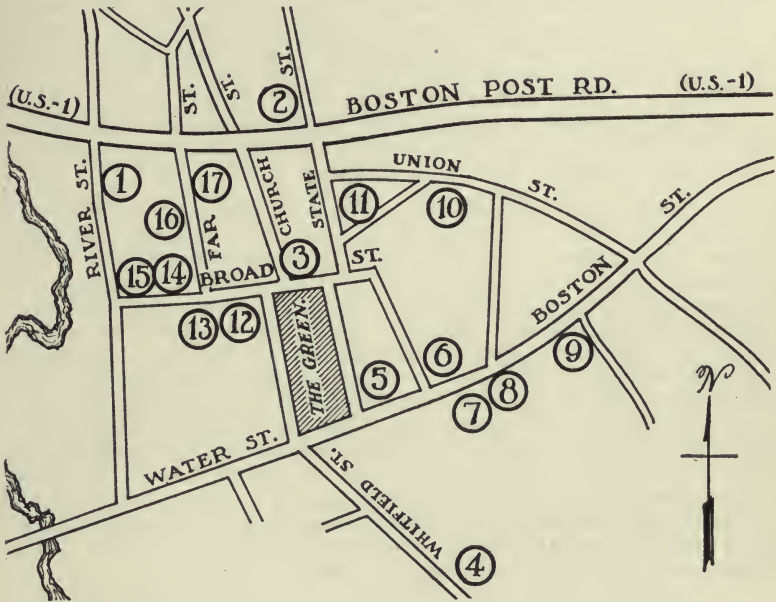 (U.S.-1)
BOSTON POST RD.
(U.S.-1)
ST.
ST.
ST.
2
RIVER ST.
1
16
17
FAR
CHURCH
STATE
UNION
ST.
11
10
ST.
BOSTON
15
14
BROAD
3
ST.
13
12
THE GREEN.
5
6
7
8
9
WATER ST.
WHITFIELD ST.
4
N